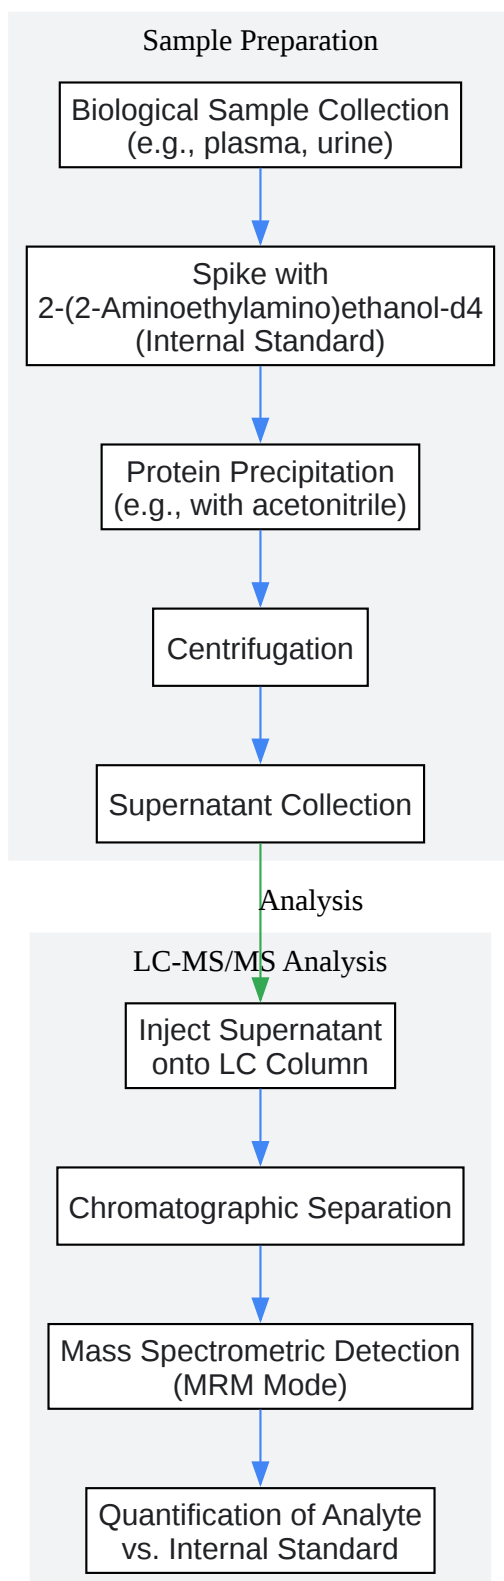 Sample Preparation
Biological Sample Collection
(e.g., plasma, urine)
Spike with
2-(2-Aminoethylamino)ethanol-d4
(Internal Standard)
Protein Precipitation
(e.g., with acetonitrile)
Centrifugation
Supernatant Collection
Analysis
LC-MS/MS Analysis
Inject Supernatant
onto LC Column
Chromatographic Separation
Mass Spectrometric Detection
(MRM Mode)
Quantification of Analyte
vs. Internal Standard